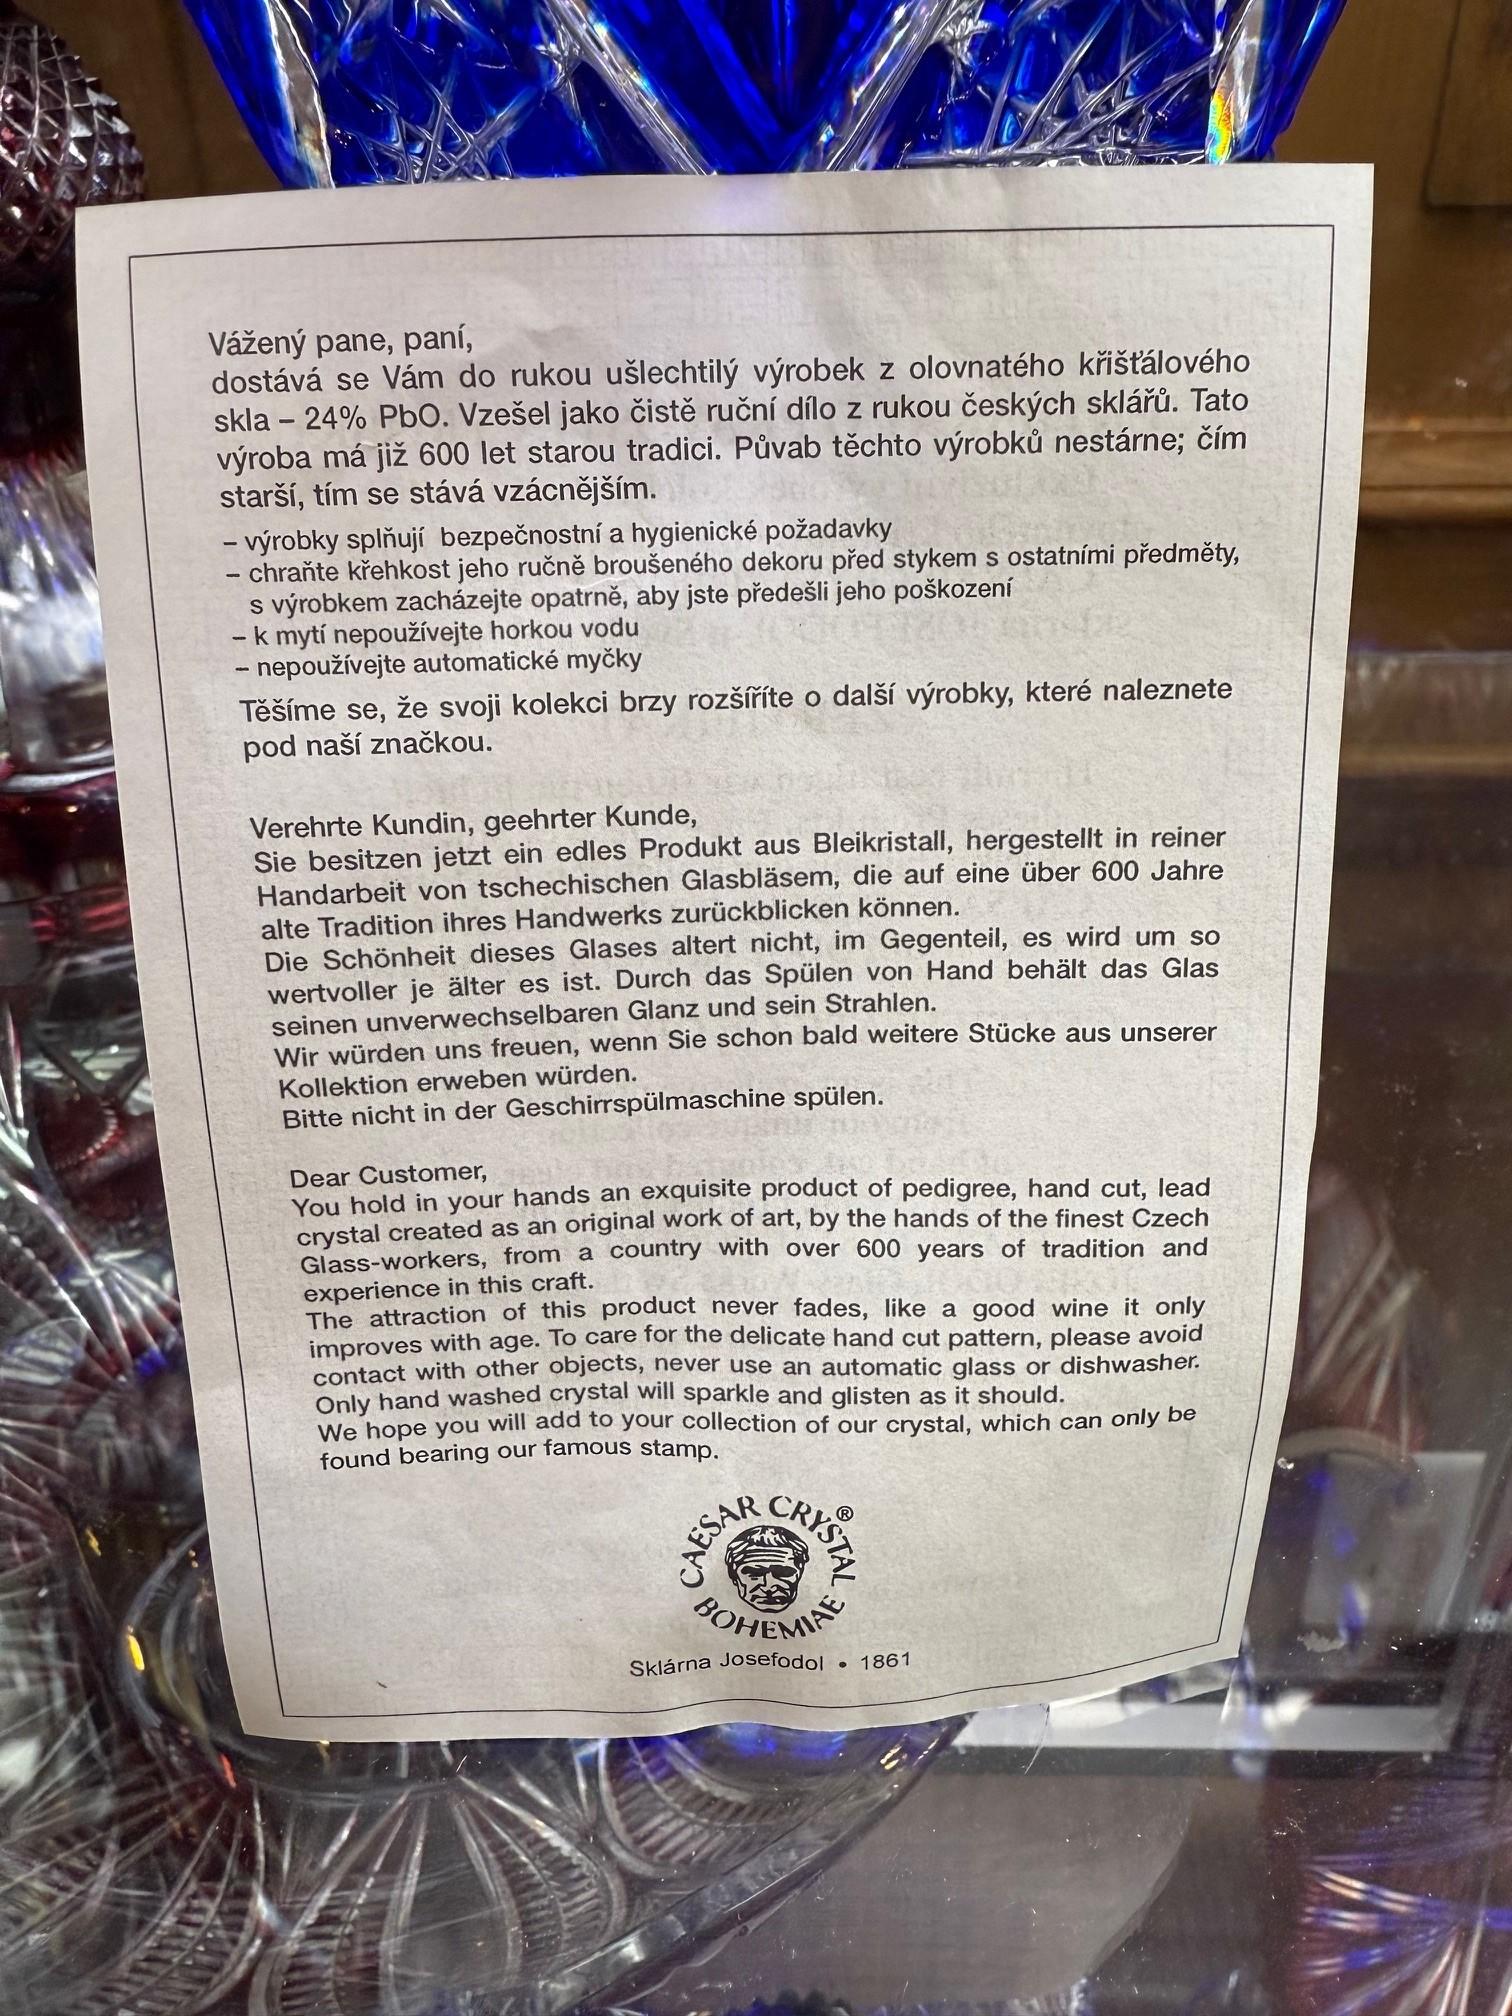 Vážený pane, paní,
dostává se Vám do rukou ušlechtilý výrobek z olovnatého křišťálového
skla – 24% PbO. Vzešel jako čistě ruční dílo z rukou českých sklářů. Tato
výroba má již 600 let starou tradici. Půvab těchto výrobků nestárne; čím
starší, tím se stává vzácnějším.
– výrobky splňují bezpečnostní a hygienické požadavky
– chraňte křehkost jeho ručně broušeného dekoru před stykem s ostatními předměty,
s výrobkem zacházejte opatrně, aby jste předešli jeho poškození
– k mytí nepoužívejte horkou vodu
– nepoužívejte automatické myčky
Těšíme se, že svoji kolekci brzy rozšíříte o další výrobky, které naleznete
pod naší značkou.
Verehrte Kundin, geehrter Kunde,
Sie besitzen jetzt ein edles Produkt aus Bleikristall, hergestellt in reiner
Handarbeit von tschechischen Glasbläsem, die auf eine über 600 Jahre
alte Tradition ihres Handwerks zurückblicken können.
Die Schönheit dieses Glases altert nicht, im Gegenteil, es wird um so
wertvoller je älter es ist. Durch das Spülen von Hand behält das Glas
seinen unverwechselbaren Glanz und sein Strahlen.
Wir würden uns freuen, wenn Sie schon bald weitere Stücke aus unserer
Kollektion erweben würden.
Bitte nicht in der Geschirrspülmaschine spülen.
Dear Customer,
You hold in your hands an exquisite product of pedigree, hand cut, lead
crystal created as an original work of art, by the hands of the finest Czech
Glass-workers, from a country with over 600 years of tradition and
experience in this craft.
The attraction of this product never fades, like a good wine it only
improves with age. To care for the delicate hand cut pattern, please avoid
contact with other objects, never use an automatic glass or dishwasher.
Only hand washed crystal will sparkle and glisten as it should.
We hope you will add to your collection of our crystal, which can only be
found bearing our famous stamp.
CAESAR CRYSTAL ®
BOHEMIAE
Sklárna Josefodol • 1861